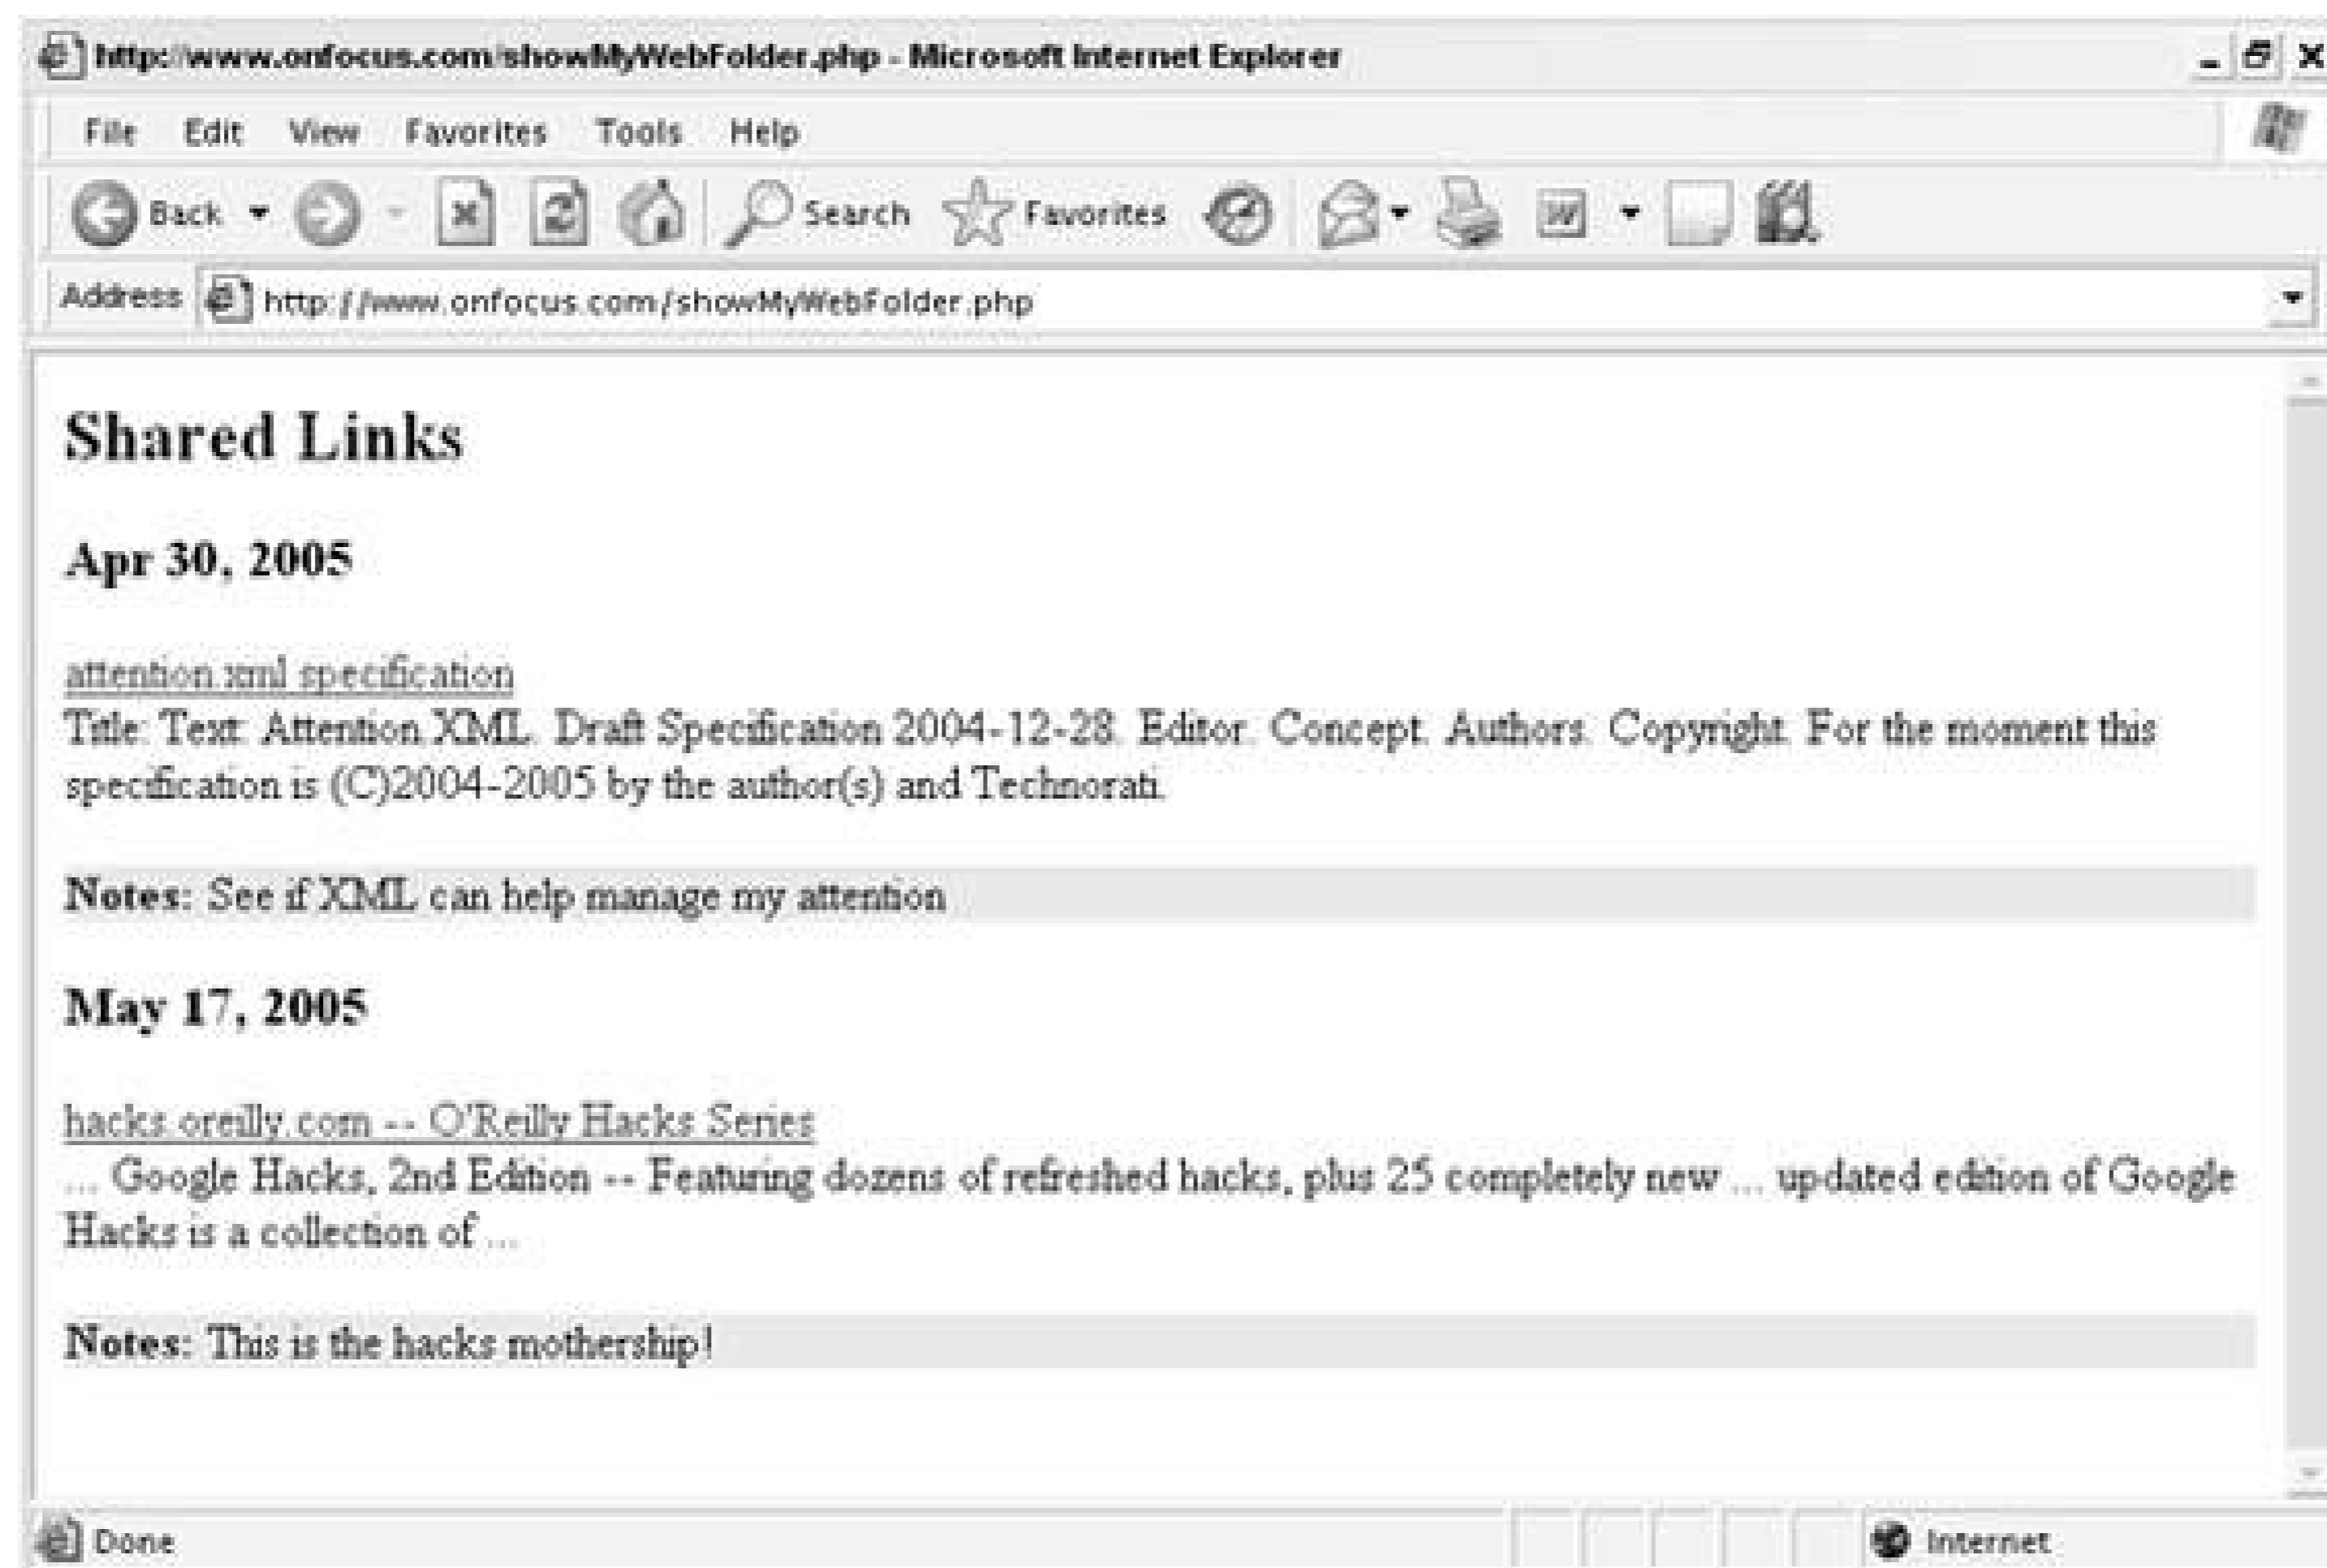 http://www.onfocus.com/showMyWebFolder.php - Microsoft Internet Explorer
File Edit View Favorites Tools Help
Back Search Favorites
Address http://www.onfocus.com/showMyWebFolder.php
Shared Links
Apr 30, 2005
attention.xml specification
Title: Text: Attention.XML. Draft Specification 2004-12-28. Editor. Concept. Authors. Copyright. For the moment this
specification is (C)2004-2005 by the author(s) and Technorati.
Notes: See if XML can help manage my attention
May 17, 2005
hacks.oreilly.com -- O'Reilly Hacks Series
... Google Hacks, 2nd Edition -- Featuring dozens of refreshed hacks, plus 25 completely new ... updated edition of Google
Hacks is a collection of ...
Notes: This is the hacks mothership!
Done Internet